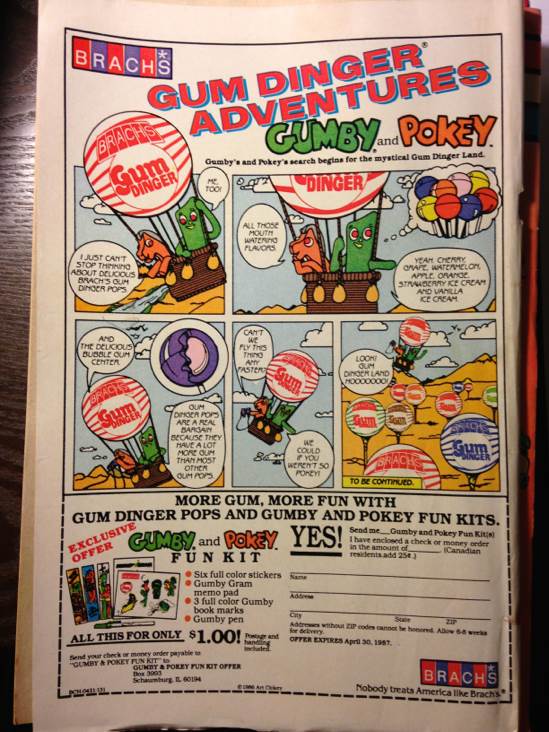 BRACH'S
GUM DINGER®
ADVENTURES
GUMBY and POKEY
Gumby's and Pokey's search begins for the mystical Gum Dinger Land.
BRACH'S
Gum
DINGER
ME,
TOO!
I JUST CAN'T
STOP THINKING
ABOUT DELICIOUS
BRACH'S GUM
DINGER POPS
DINGER
ALL THOSE
MOUTH
WATERING
FLAVORS.
YEAH, CHERRY,
GRAPE, WATERMELON,
APPLE, ORANGE,
STRAWBERRY ICE CREAM
AND VANILLA
ICE CREAM.
AND
THE DELICIOUS
BUBBLE GUM
CENTER.
BRACH'S
Gum
DINGER
GUM
DINGER POPS
ARE A REAL
BARGAIN
BECAUSE THEY
HAVE A LOT
MORE GUM
THAN MOST
OTHER
GUM POPS.
CAN'T
WE
FLY THIS
THING
ANY
FASTER?
Gum
WE
COULD
IF YOU
WEREN'T SO
POKEY!
LOOK!
GUM
DINGER LAND
HOOOOOOO!
Gum
Gum
BRACH'S
Gum
DINGER
TO BE CONTINUED.
MORE GUM, MORE FUN WITH
GUM DINGER POPS AND GUMBY AND POKEY FUN KITS.
EXCLUSIVE
OFFER
GUMBY and POKEY
FUN KIT
Six full color stickers
Gumby Gram
memo pad
3 full color Gumby
book marks
Gumby pen
ALL THIS FOR ONLY $1.00! Postage and
handling
included.
Send your check or money order payable to
"GUMBY & POKEY FUN KIT" to
GUMBY & POKEY FUN KIT OFFER
Box 3993
Schaumburg, IL 60194
© 1986 Art Clokey
YES!
Send me Gumby and Pokey Fun Kit(s)
I have enclosed a check or money order
in the amount of (Canadian
residents add 25¢.)
Name
Address
City State ZIP
Addresses without ZIP codes cannot be honored. Allow 6-8 weeks
for delivery.
OFFER EXPIRES April 30, 1987.
BRACH'S
Nobody treats America like Brach's.®